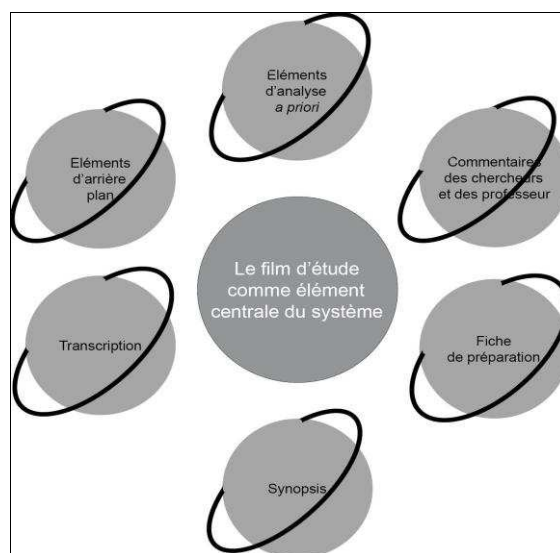 Eléments
d'analyse
a priori
Eléments
d'arrière
plan
Commentaires
des chercheurs
et des professeur
Le film d'étude
comme élément
centrale du système
Transcription
Fiche
de préparation
Synopsis